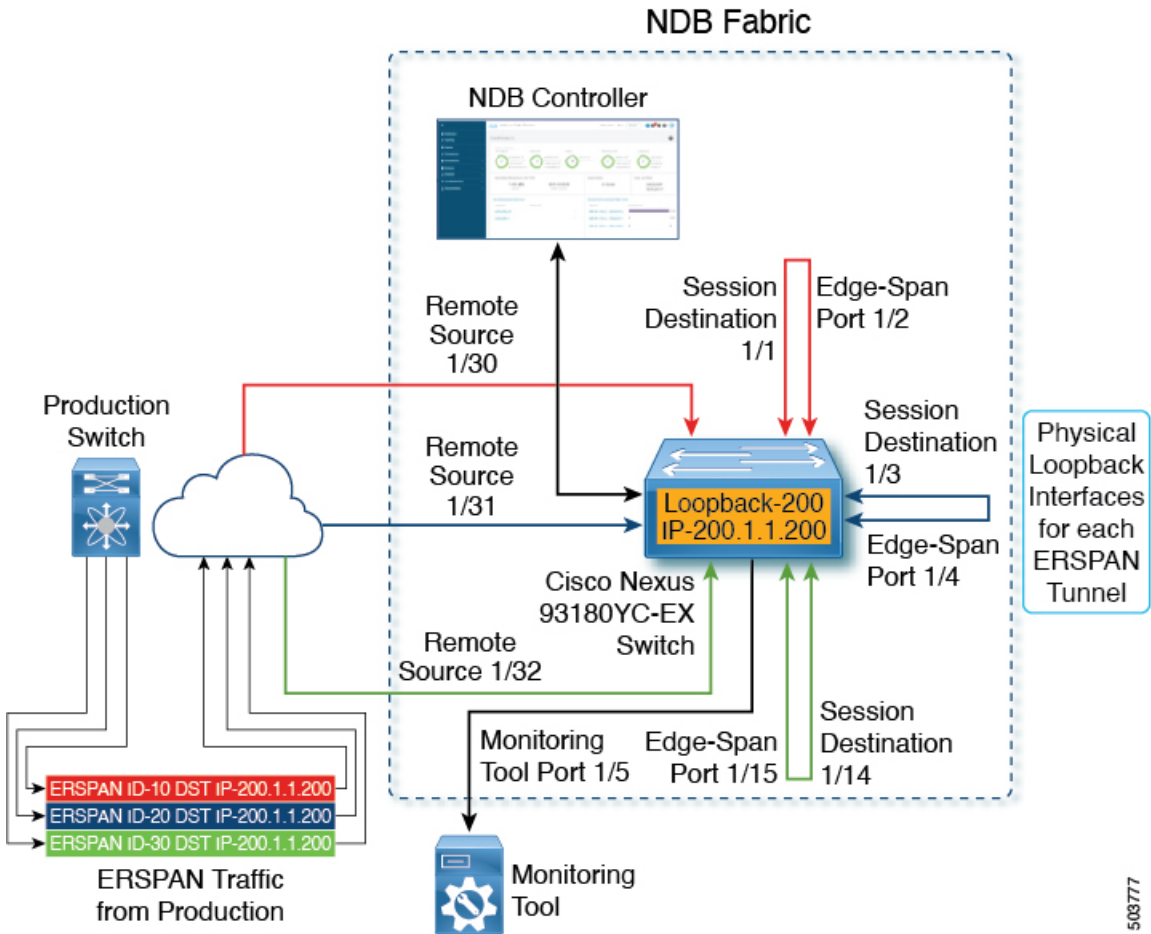 NDB Fabric
NDB Controller
Remote
Source
1/30
Session
Destination
1/1
Edge-Span
Port 1/2
Production
Switch
Remote
Source
1/31
Loopback-200
IP-200.1.1.200
Session
Destination
1/3
Edge-Span
Port 1/4
Physical
Loopback
Interfaces
for each
ERSPAN
Tunnel
Cisco Nexus
93180YC-EX
Switch
Remote
Source 1/32
Monitoring
Tool Port 1/5
Edge-Span
Port 1/15
Session
Destination
1/14
ERSPAN ID-10 DST IP-200.1.1.200
ERSPAN ID-20 DST IP-200.1.1.200
ERSPAN ID-30 DST IP-200.1.1.200
ERSPAN Traffic
from Production
Monitoring
Tool
503777